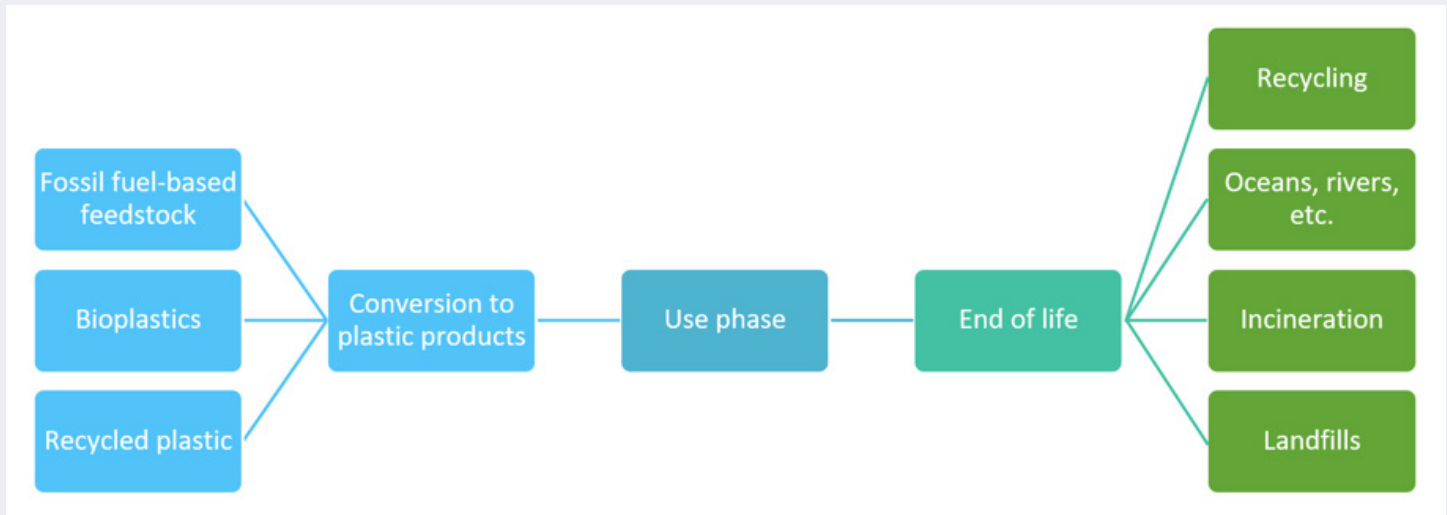 Fossil fuel-based
feedstock
Bioplastics
Recycled plastic
Conversion to
plastic products
Use phase
End of life
Recycling
Oceans, rivers,
etc.
Incineration
Landfills